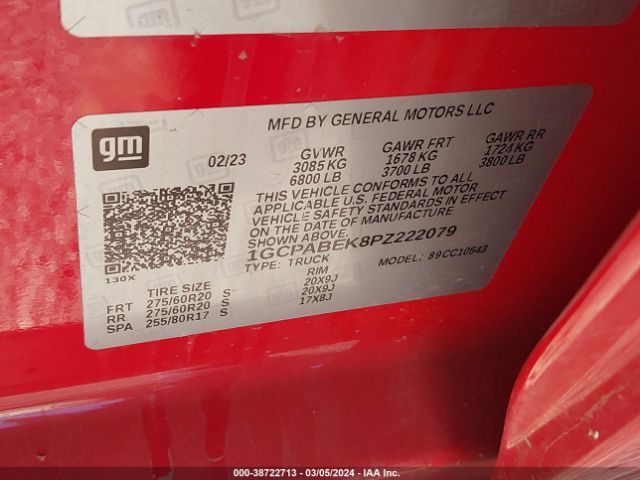 gm
MFD BY GENERAL MOTORS LLC
02/23 GVWR GAWR FRT GAWR RR
3085 KG 1678 KG 1724 KG
6800 LB 3700 LB 3800 LB
THIS VEHICLE CONFORMS TO ALL
APPLICABLE U.S. FEDERAL MOTOR
VEHICLE SAFETY STANDARDS IN EFFECT
ON THE DATE OF MANUFACTURE
SHOWN ABOVE.
1GCPABEK8PZ222079
TYPE: TRUCK MODEL: 89CC10543
130X
TIRE SIZE RIM
FRT 275/60R20 S 20X9J
RR 275/60R20 S 20X9J
SPA 255/80R17 S 17X8J
000-38722713 — 03/05/2024 — IAA Inc.